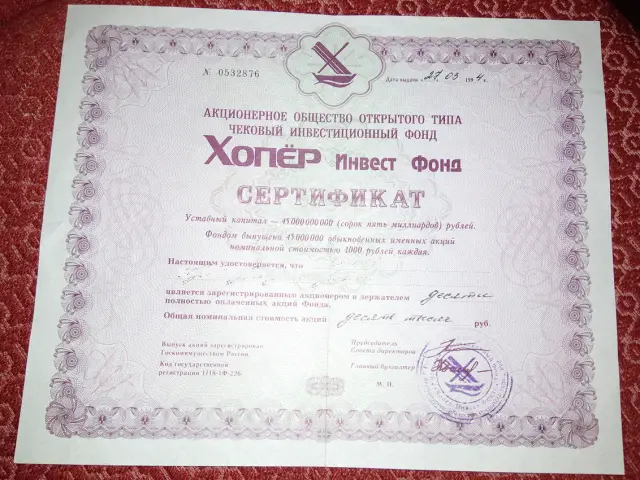 № 0532876
Дата выдачи «27» 03 1994 г.
АКЦИОНЕРНОЕ ОБЩЕСТВО ОТКРЫТОГО ТИПА
ЧЕКОВЫЙ ИНВЕСТИЦИОННЫЙ ФОНД
ХОПЁР ИНВЕСТ ФОНД
СЕРТИФИКАТ
Уставный капитал — 45 000 000 000 (сорок пять миллиардов) рублей.
Фондом выпущено 45 000 000 обыкновенных именных акций
номинальной стоимостью 1000 рублей каждая.
Настоящим удостоверяется, что
является зарегистрированным акционером и держателем десяти
полностью оплаченных акций Фонда.
Общая номинальная стоимость акций десять тысяч руб.
Выпуск акций зарегистрирован
Госкомимуществом России.
Код государственной
регистрации
Председатель
Совета директоров
Главный бухгалтер
М. П.